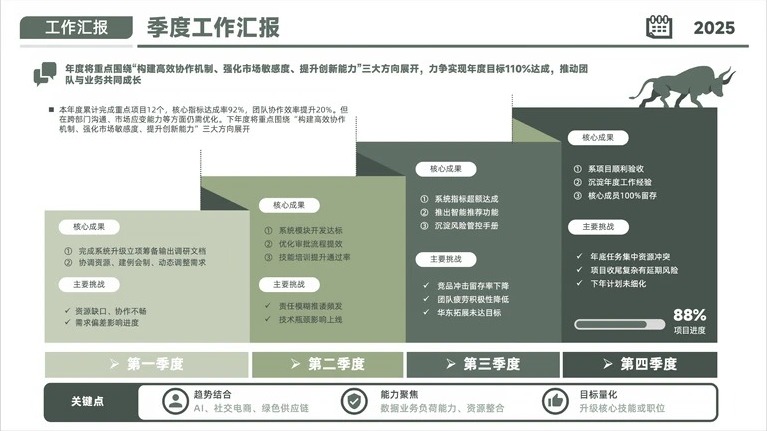 工作汇报
季度工作汇报
2025
年度将重点围绕“构建高效协作机制、强化市场敏感度、提升创新能力”三大方向展开，力争实现年度目标110%达成，推动团
队与业务共同成长
本年度累计完成重点项目12个，核心指标达成率92%，团队协作效率提升20%。但
在跨部门沟通、市场应变能力等方面仍需优化。下年度将重点围绕“构建高效协作
机制、强化市场敏感度、提升创新能力”三大方向展开
核心成果
① 完成系统升级立项筹备输出调研文档
② 协调资源、建例会制、动态调整需求
主要挑战
✓ 资源缺口、协作不畅
✓ 需求偏差影响进度
核心成果
① 系统模块开发达标
② 优化审批流程提效
③ 技能培训提升通过率
主要挑战
✓ 责任模糊推诿频发
✓ 技术瓶颈影响上线
核心成果
① 系统指标超额达成
② 推出智能推荐功能
③ 沉淀风险管控手册
主要挑战
✓ 竞品冲击留存率下降
✓ 团队疲劳积极性降低
✓ 华东拓展未达目标
核心成果
① 系项目顺利验收
② 沉淀年度工作经验
③ 核心成员100%留存
主要挑战
✓ 年底任务集中资源冲突
✓ 项目收尾复杂有延期风险
✓ 下年计划未细化
88%
项目进度
第一季度
第二季度
第三季度
第四季度
关键点
趋势结合
AI、社交电商、绿色供应链
能力聚焦
数据业务负荷能力、资源整合
目标量化
升级核心技能或职位